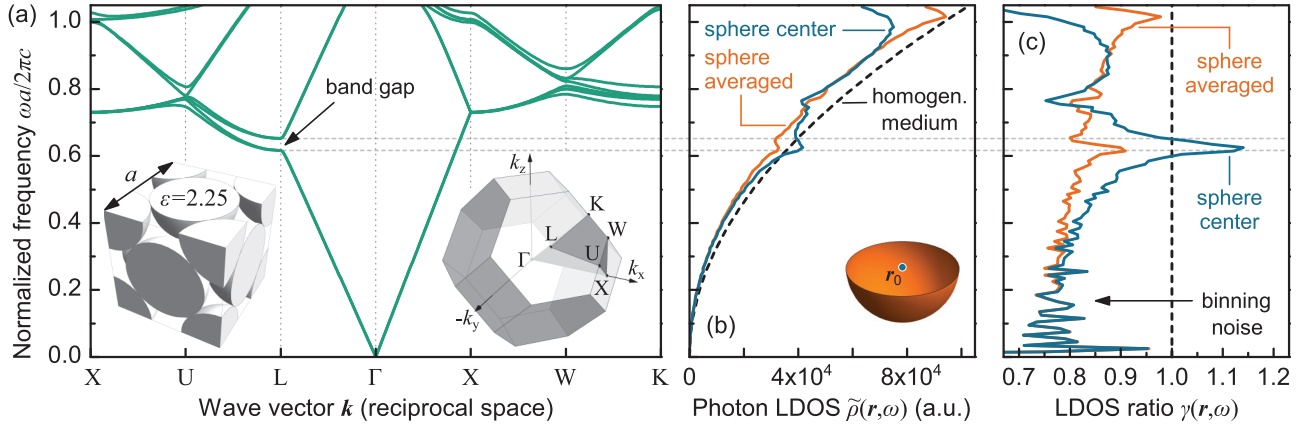 (a)
Normalized frequency ωa/2πc
1.0
0.8
0.6
0.4
0.2
0.0
band gap
a
ε=2.25
k_z
K
W
L
U
Γ
X
k_x
-k_y
X U L Γ X W K
Wave vector k (reciprocal space)
sphere center
sphere
averaged
homogen.
medium
r_0
(b)
0 4x10^4 8x10^4
Photon LDOS ρ̃(r,ω) (a.u.)
(c)
sphere
averaged
sphere
center
binning
noise
0.7 0.8 0.9 1.0 1.1 1.2
LDOS ratio γ(r,ω)